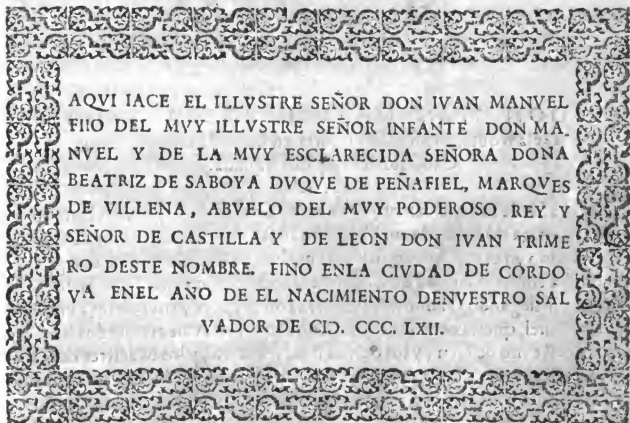 AQVI IACE EL ILLVSTRE SEÑOR DON IVAN MANVEL
FIIO DEL MVY ILLVSTRE SEÑOR INFANTE DON MA.
NVEL Y DE LA MVY ESCLARECIDA SEÑORA DOÑA
BEATRIZ DE SABOYA DVQVE DE PEÑAFIEL, MARQVES
DE VILLENA, ABVELO DEL MVY PODEROSO REY Y
SEÑOR DE CASTILLA Y DE LEON DON IVAN TRIME
RO DESTE NOMBRE. FINO ENLA CIVDAD DE CORDO
VA ENEL AÑO DE EL NACIMIENTO DENVESTRO SAL
VADOR DE CIↃ. CCC. LXII.